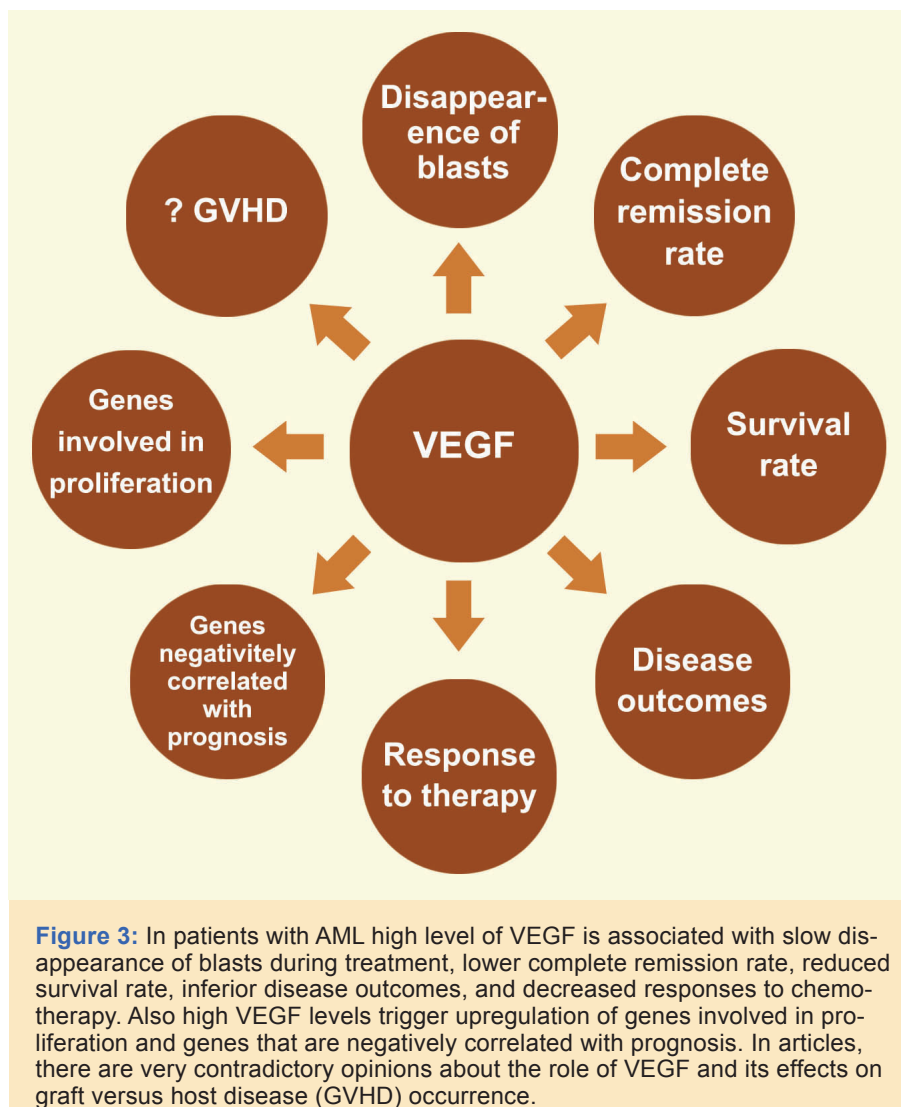 Disappear-
ence of
blasts
Complete
remission
rate
? GVHD
Genes
involved in
proliferation
VEGF
Survival
rate
Genes
negativitely
correlated
with
prognosis
Disease
outcomes
Response
to therapy
Figure 3: In patients with AML high level of VEGF is associated with slow dis-
appearance of blasts during treatment, lower complete remission rate, reduced
survival rate, inferior disease outcomes, and decreased responses to chemo-
therapy. Also high VEGF levels trigger upregulation of genes involved in pro-
liferation and genes that are negatively correlated with prognosis. In articles,
there are very contradictory opinions about the role of VEGF and its effects on
graft versus host disease (GVHD) occurrence.